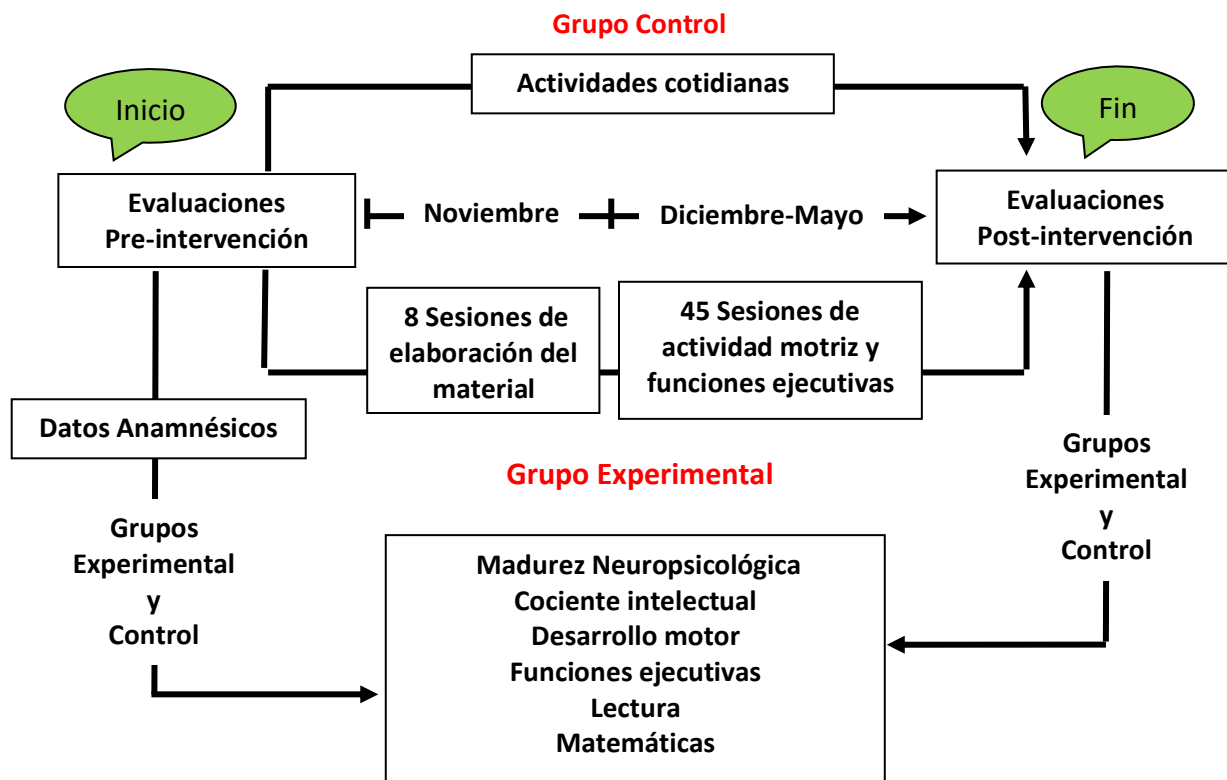 Grupo Control
Actividades cotidianas
Inicio
Fin
Evaluaciones
Pre-intervención
Noviembre
Diciembre-Mayo
Evaluaciones
Post-intervención
8 Sesiones de
elaboración del
material
45 Sesiones de
actividad motriz y
funciones ejecutivas
Datos Anamnésicos
Grupo Experimental
Grupos
Experimental
y
Control
Grupos
Experimental
y
Control
Madurez Neuropsicológica
Cociente intelectual
Desarrollo motor
Funciones ejecutivas
Lectura
Matemáticas